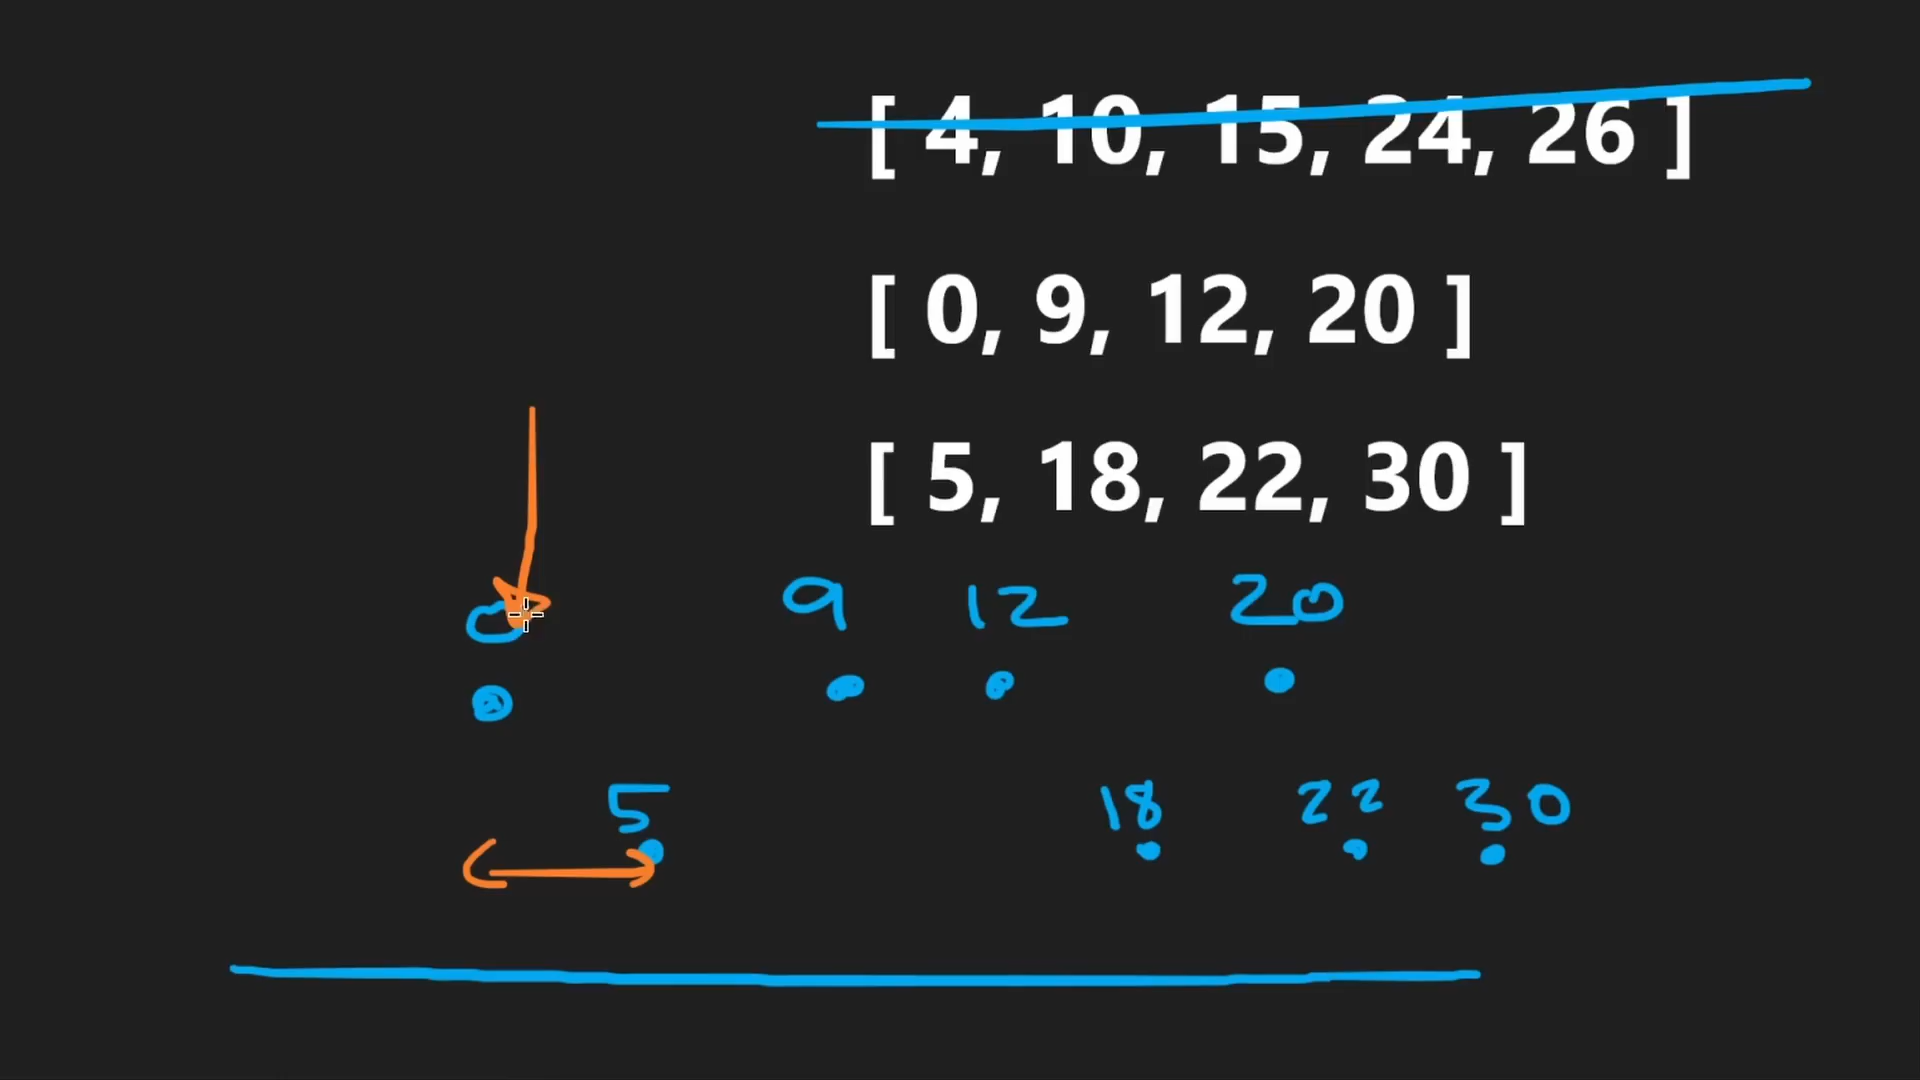 [ 4, 10, 15, 24, 26 ]
[ 0, 9, 12, 20 ]
[ 5, 18, 22, 30 ]
0 9 12 20
5 18 22 30